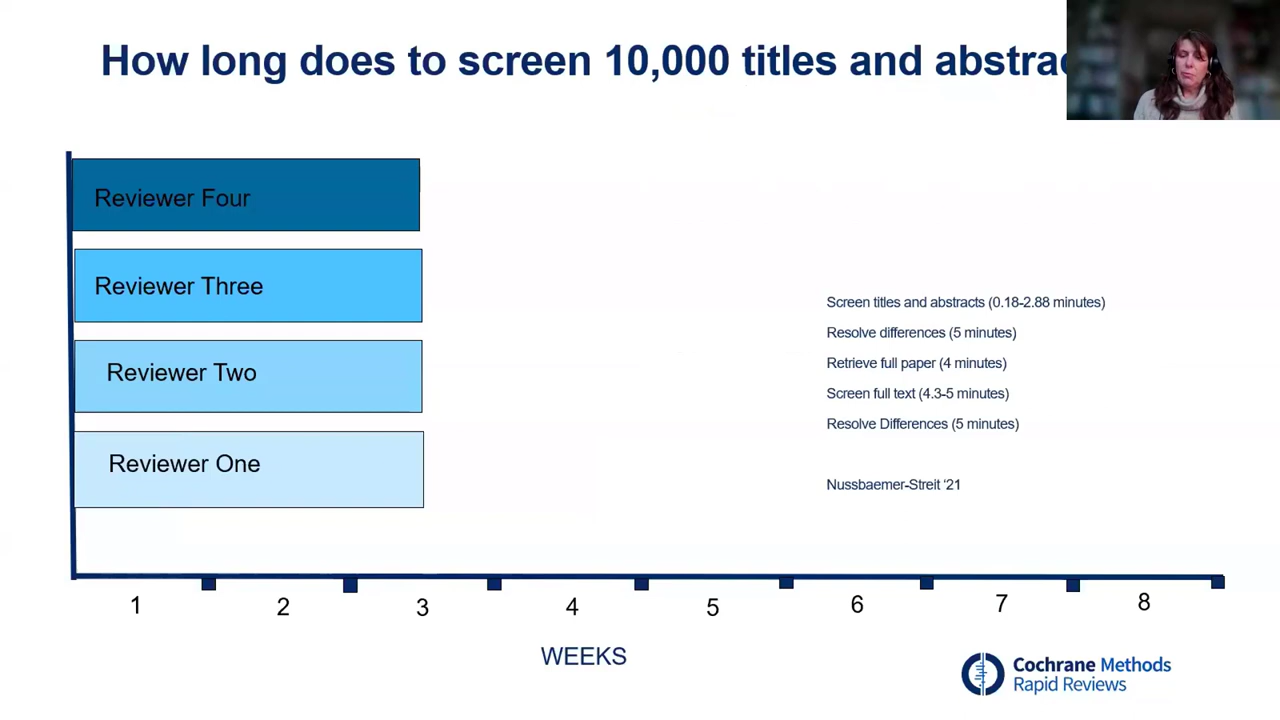 How long does to screen 10,000 titles and
Reviewer Four
Reviewer Three
Reviewer Two
Reviewer One
Screen titles and abstracts (0.18-2.88 minutes)
Resolve differences (5 minutes)
Retrieve full paper (4 minutes)
Screen full text (4.3-5 minutes)
Resolve Differences (5 minutes)
Nussbaemer-Streit ‘21
1 2 3 4 5 6 7 8
WEEKS
Cochrane Methods
Rapid Reviews